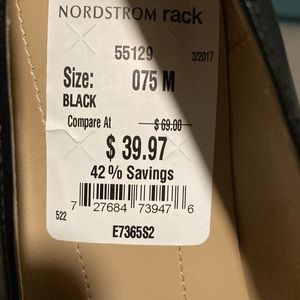 NORDSTROM rack
55129 3/2017
Size: 075 M
BLACK
Compare At $ 69.00
$ 39.97
42 % Savings
7 27684 73947 6
522
E7365S2